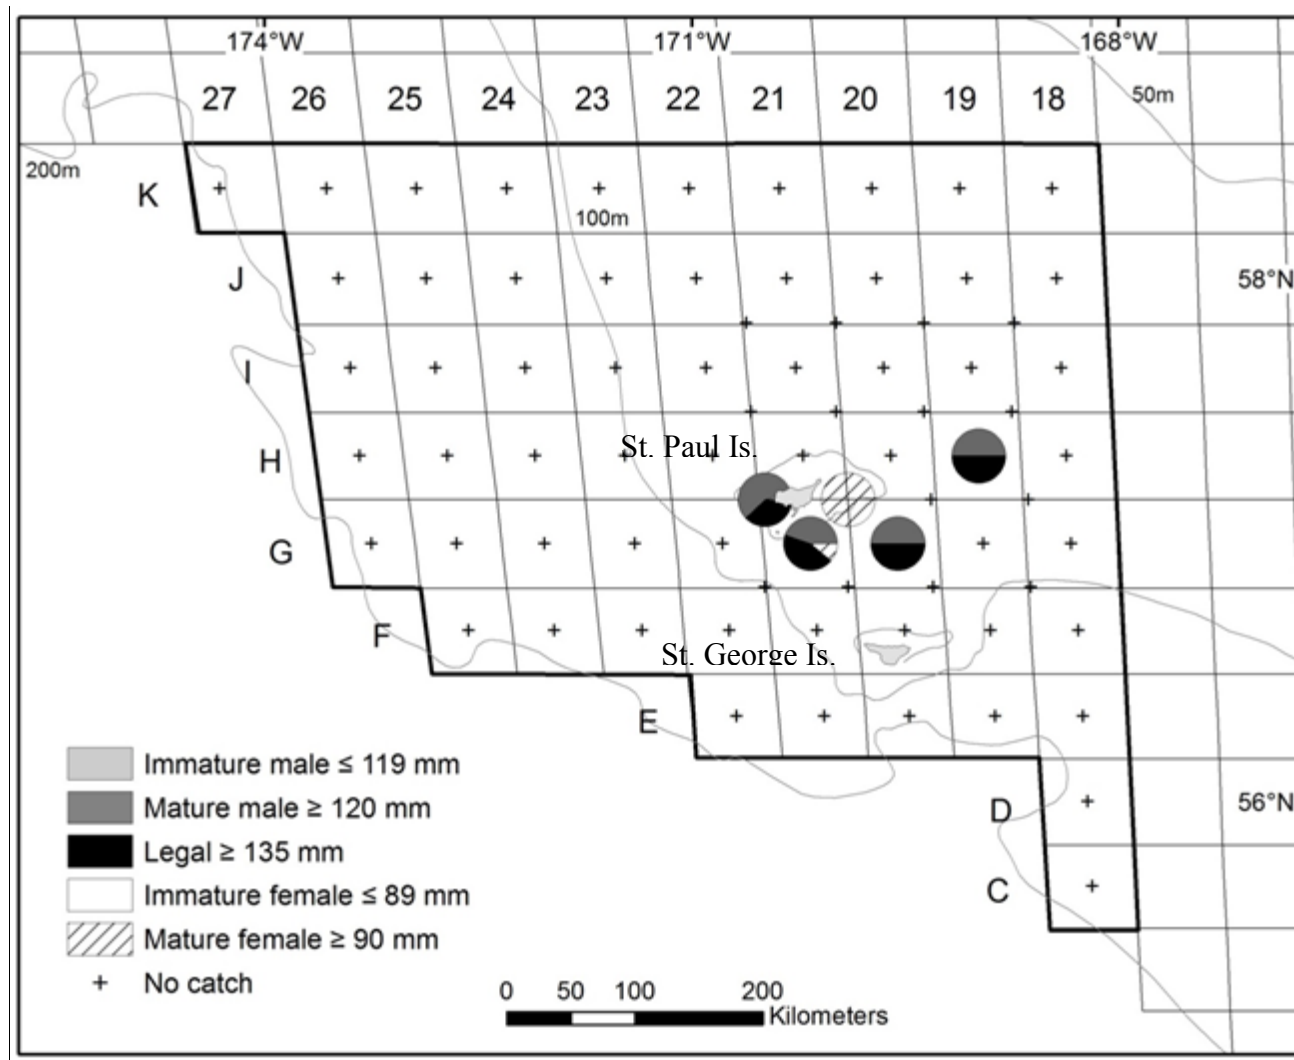 174°W 171°W 168°W
27 26 25 24 23 22 21 20 19 18 50m
200m
K
100m
J 58°N
I
St. Paul Is.
H
G
F
St. George Is.
E
Immature male ≤ 119 mm
Mature male ≥ 120 mm
D 56°N
Legal ≥ 135 mm
C
Immature female ≤ 89 mm
Mature female ≥ 90 mm
No catch
0 50 100 200
Kilometers